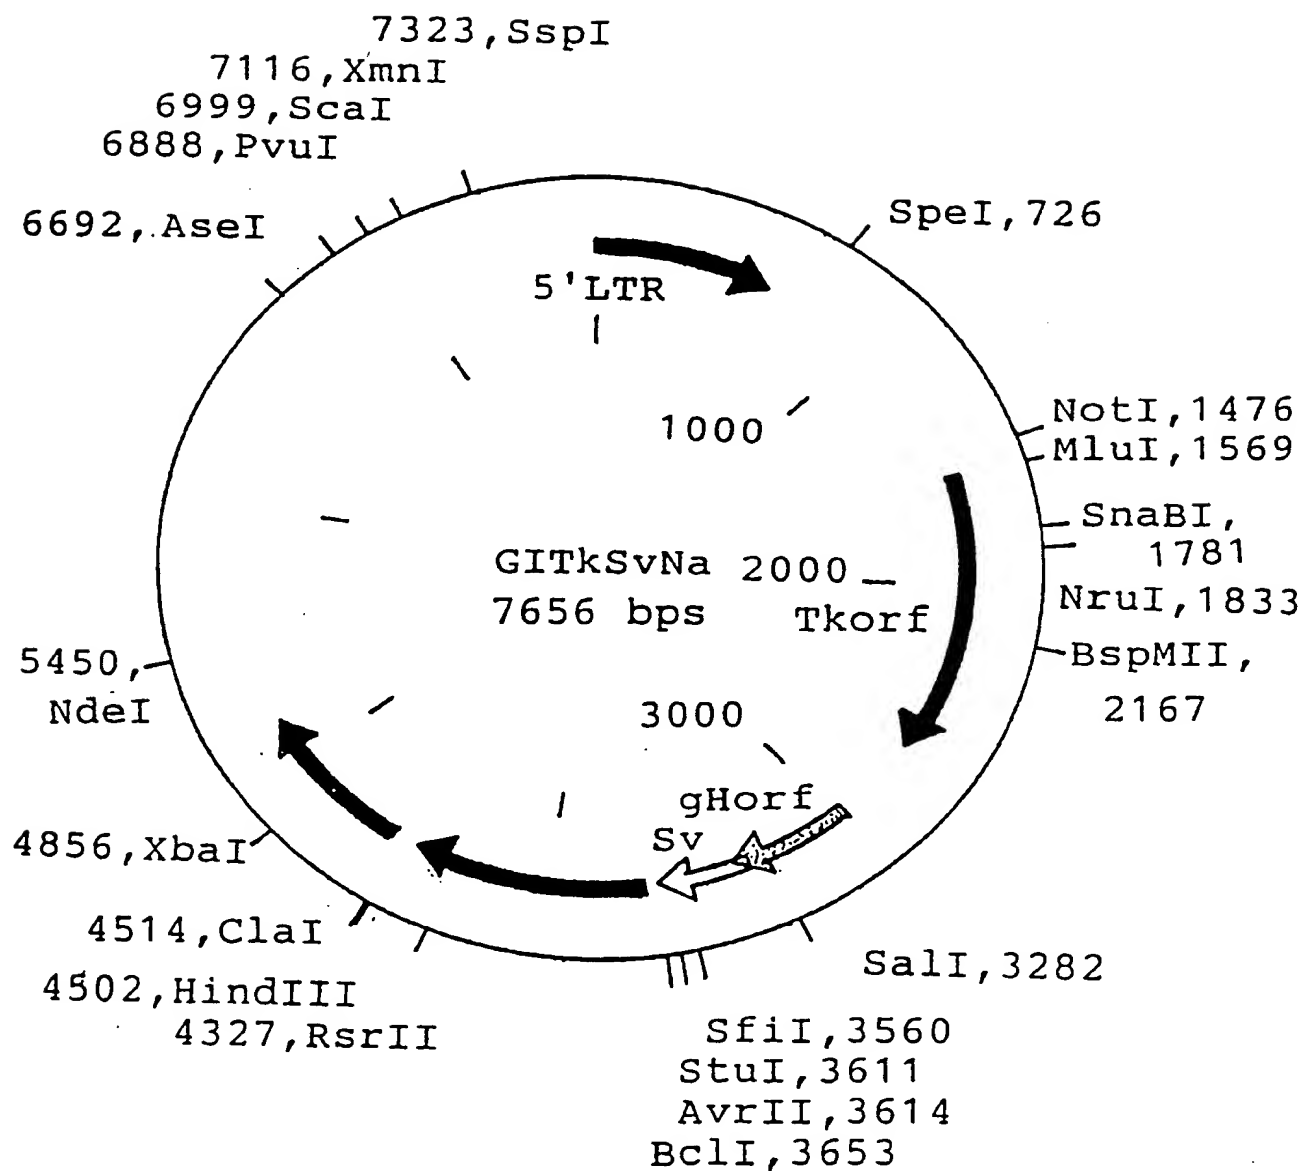 7323,SspI
7116,XmnI
6999,ScaI
6888,PvuI
6692,.AseI
SpeI,726
5'LTR
1000
NotI,1476
MluI,1569
SnaBI,
1781
GITkSvNa 2000
7656 bps
Tkorf
NruI,1833
BspMII,
2167
5450,
NdeI
3000
gHorf
Sv
4856,XbaI
4514,ClaI
4502,HindIII
4327,RsrII
SalI,3282
SfiI,3560
StuI,3611
AvrII,3614
BclI,3653